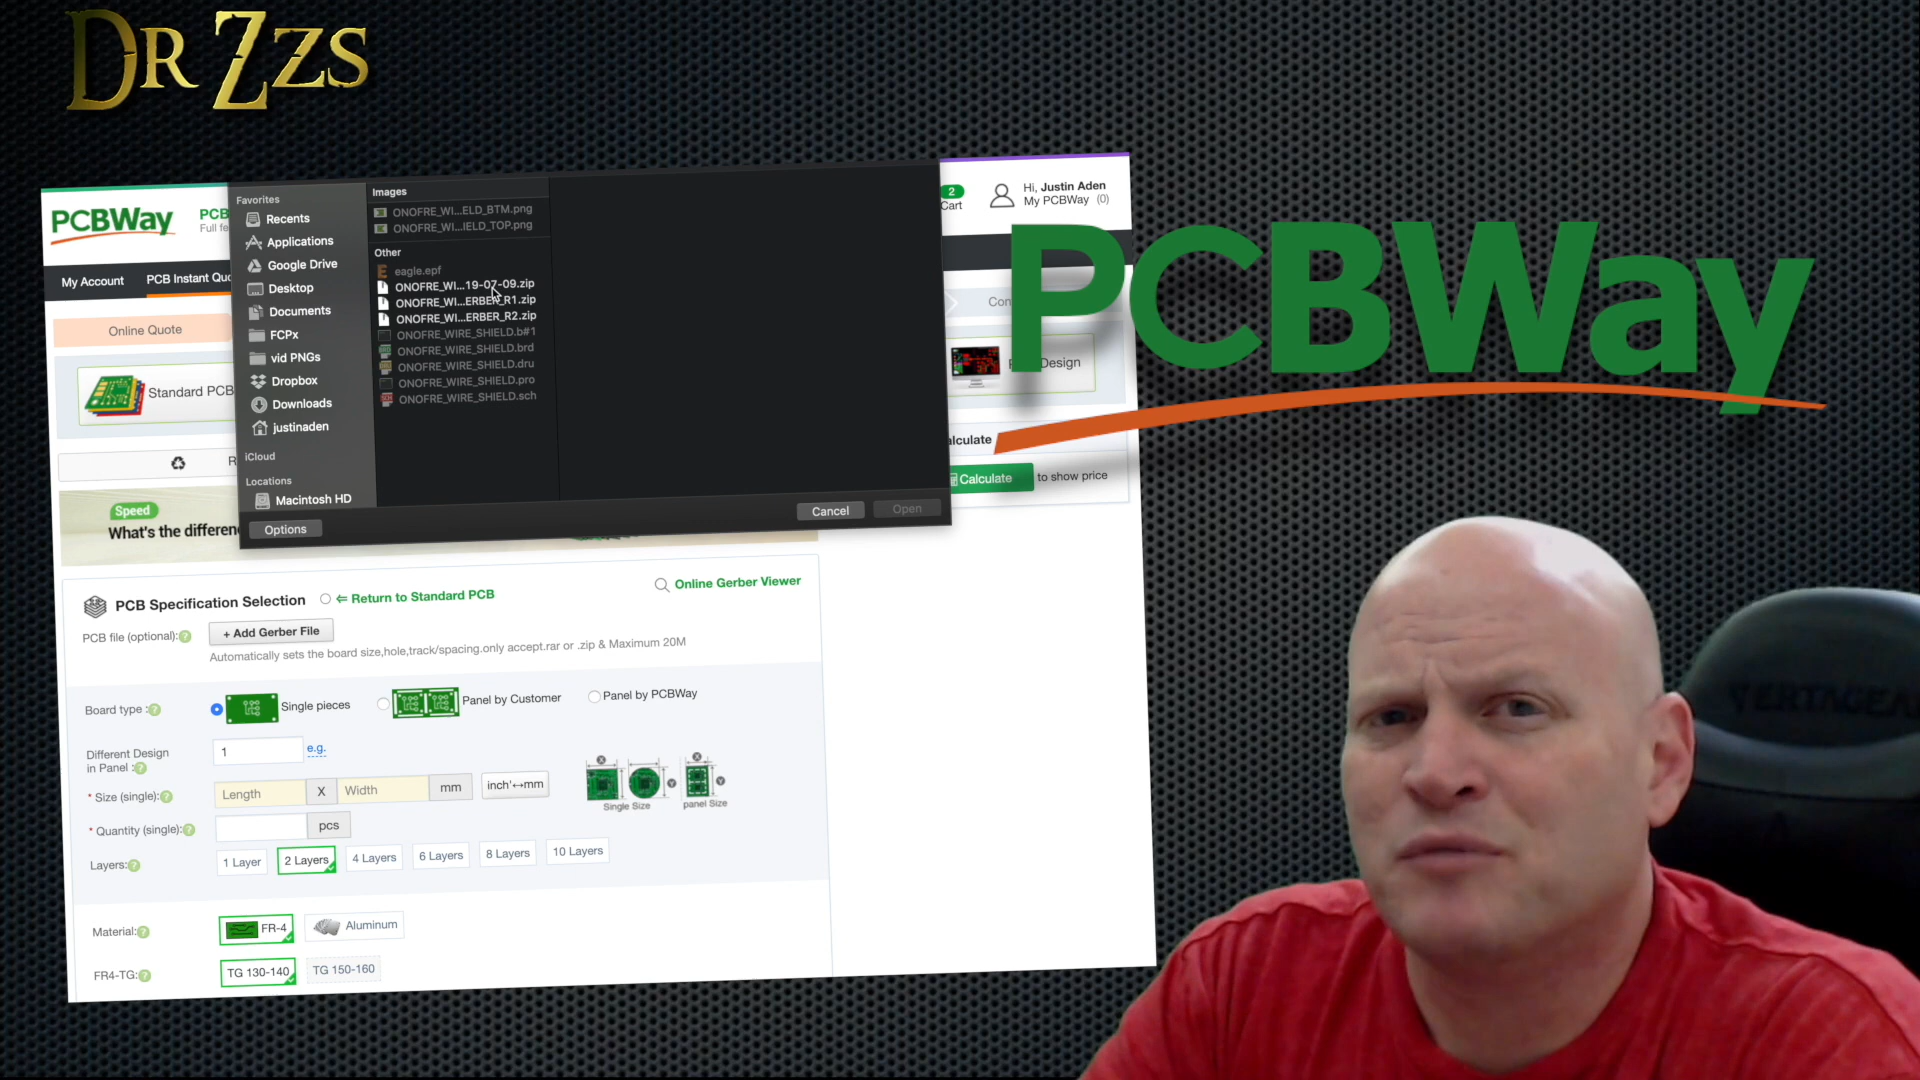 DR ZZS
PCBWay
PCB
Full fe
2
Cart
Hi, Justin Aden
My PCBWay (0)
PCBWay
My Account
PCB Instant Quo
Online Quote
Con
Standard PCB
Design
R
Speed
What's the differen
alculate
Calculate
to show price
Favorites
Recents
Applications
Google Drive
Desktop
Documents
FCPx
vid PNGs
Dropbox
Downloads
justinaden
iCloud
Locations
Macintosh HD
Images
ONOFRE_WI...ELD_BTM.png
ONOFRE_WI...IELD_TOP.png
Other
eagle.epf
ONOFRE_WI...19-07-09.zip
ONOFRE_WI...ERBER_R1.zip
ONOFRE_WI...ERBER_R2.zip
ONOFRE_WIRE_SHIELD.b#1
ONOFRE_WIRE_SHIELD.brd
ONOFRE_WIRE_SHIELD.dru
ONOFRE_WIRE_SHIELD.pro
ONOFRE_WIRE_SHIELD.sch
Options
Cancel
Open
PCB Specification Selection
⇐ Return to Standard PCB
Online Gerber Viewer
PCB file (optional):?
+ Add Gerber File
Automatically sets the board size,hole,track/spacing.only accept.rar or .zip & Maximum 20M
Board type :?
Single pieces
Panel by Customer
Panel by PCBWay
Different Design
in Panel :?
1
e.g.
* Size (single):?
Length
X
Width
mm
inch'↔mm
X
Y
X
Y
Single Size
panel Size
* Quantity (single):?
pcs
Layers:?
1 Layer
2 Layers
4 Layers
6 Layers
8 Layers
10 Layers
Material:?
FR-4
Aluminum
FR4-TG:?
TG 130-140
TG 150-160
VERTAGEAR